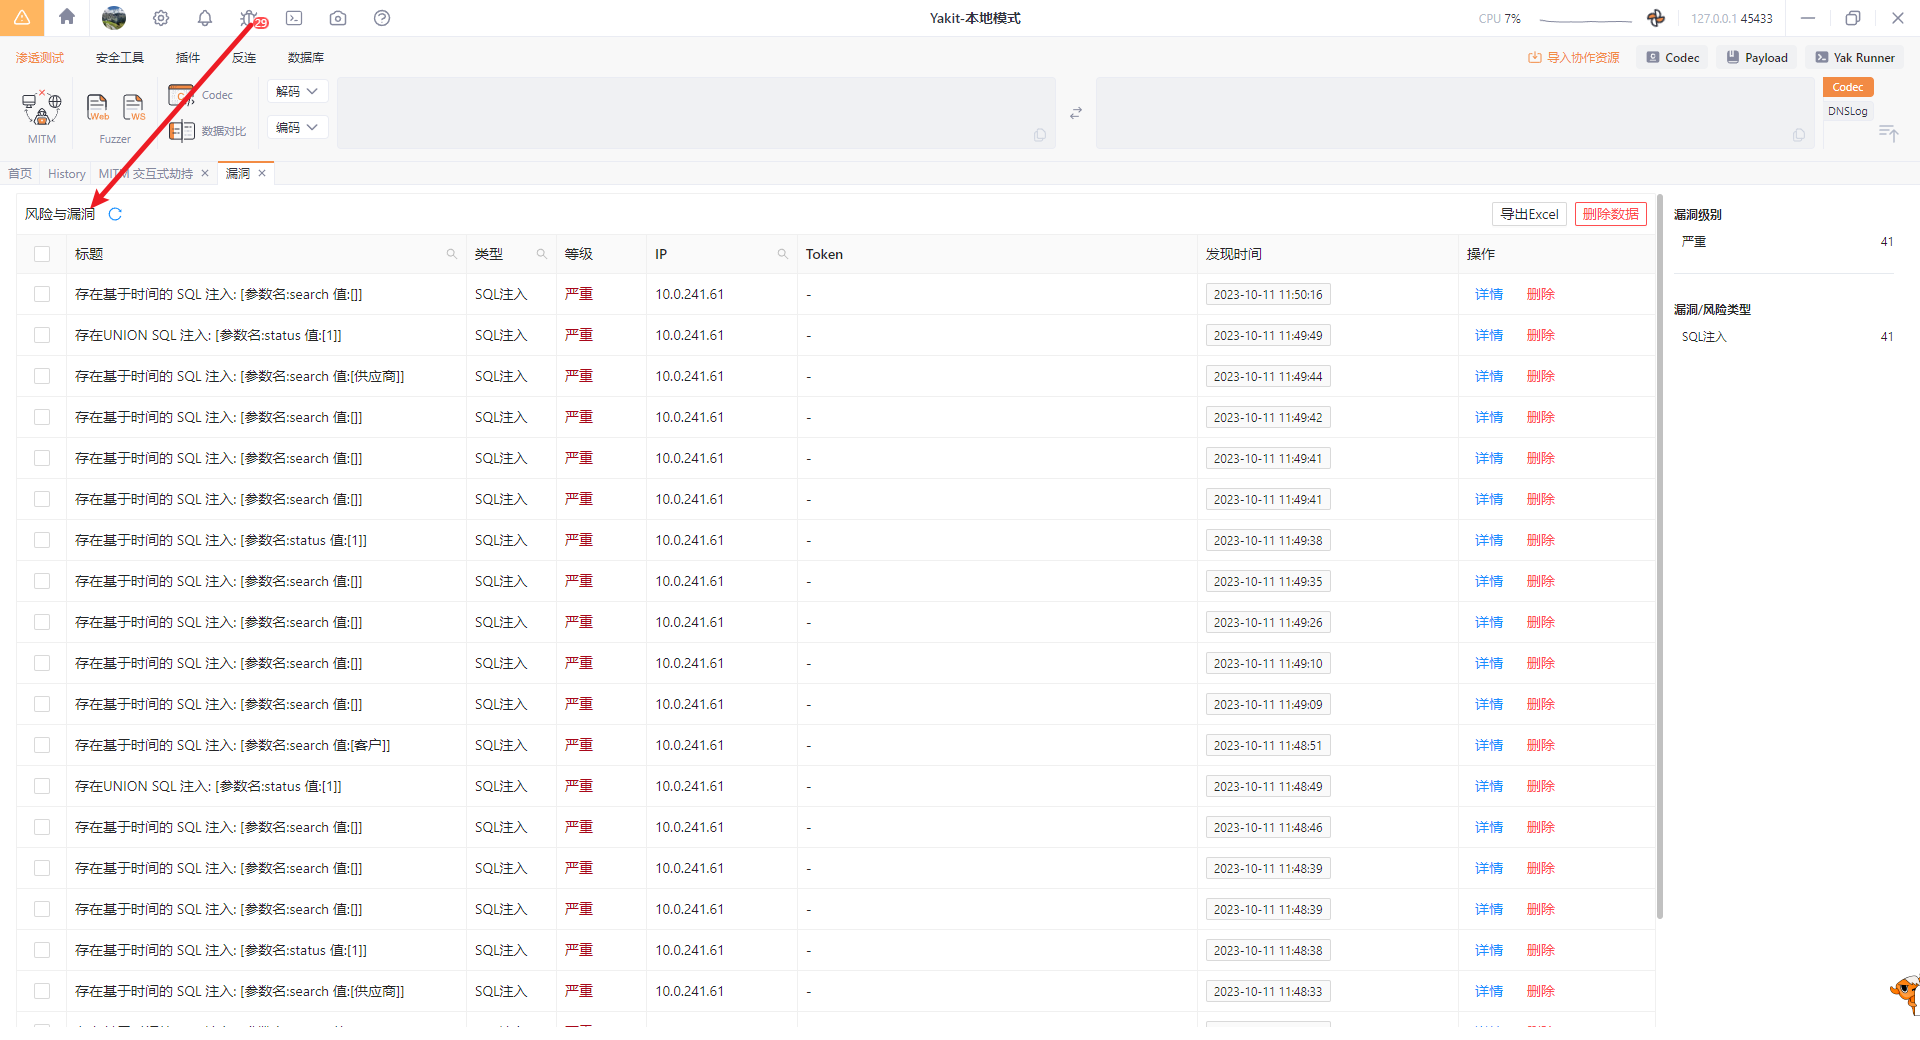 29
Yakit-本地模式
CPU 7%
127.0.0.1 45433
渗透测试 安全工具 插件 反连 数据库
导入协作资源 Codec Payload Yak Runner
MITM
Web WS
Fuzzer
Codec
数据对比
解码
编码
Codec
DNSLog
首页 History MITM 交互式劫持 漏洞
风险与漏洞
导出Excel 删除数据
标题 类型 等级 IP Token 发现时间 操作
存在基于时间的 SQL 注入: [参数名:search 值:[]] SQL注入 严重 10.0.241.61 - 2023-10-11 11:50:16 详情 删除
存在UNION SQL 注入: [参数名:status 值:[1]] SQL注入 严重 10.0.241.61 - 2023-10-11 11:49:49 详情 删除
存在基于时间的 SQL 注入: [参数名:search 值:[供应商]] SQL注入 严重 10.0.241.61 - 2023-10-11 11:49:44 详情 删除
存在基于时间的 SQL 注入: [参数名:search 值:[]] SQL注入 严重 10.0.241.61 - 2023-10-11 11:49:42 详情 删除
存在基于时间的 SQL 注入: [参数名:search 值:[]] SQL注入 严重 10.0.241.61 - 2023-10-11 11:49:41 详情 删除
存在基于时间的 SQL 注入: [参数名:search 值:[]] SQL注入 严重 10.0.241.61 - 2023-10-11 11:49:41 详情 删除
存在基于时间的 SQL 注入: [参数名:status 值:[1]] SQL注入 严重 10.0.241.61 - 2023-10-11 11:49:38 详情 删除
存在基于时间的 SQL 注入: [参数名:search 值:[]] SQL注入 严重 10.0.241.61 - 2023-10-11 11:49:35 详情 删除
存在基于时间的 SQL 注入: [参数名:search 值:[]] SQL注入 严重 10.0.241.61 - 2023-10-11 11:49:26 详情 删除
存在基于时间的 SQL 注入: [参数名:search 值:[]] SQL注入 严重 10.0.241.61 - 2023-10-11 11:49:10 详情 删除
存在基于时间的 SQL 注入: [参数名:search 值:[]] SQL注入 严重 10.0.241.61 - 2023-10-11 11:49:09 详情 删除
存在基于时间的 SQL 注入: [参数名:search 值:[客户]] SQL注入 严重 10.0.241.61 - 2023-10-11 11:48:51 详情 删除
存在UNION SQL 注入: [参数名:status 值:[1]] SQL注入 严重 10.0.241.61 - 2023-10-11 11:48:49 详情 删除
存在基于时间的 SQL 注入: [参数名:search 值:[]] SQL注入 严重 10.0.241.61 - 2023-10-11 11:48:46 详情 删除
存在基于时间的 SQL 注入: [参数名:search 值:[]] SQL注入 严重 10.0.241.61 - 2023-10-11 11:48:39 详情 删除
存在基于时间的 SQL 注入: [参数名:search 值:[]] SQL注入 严重 10.0.241.61 - 2023-10-11 11:48:39 详情 删除
存在基于时间的 SQL 注入: [参数名:status 值:[1]] SQL注入 严重 10.0.241.61 - 2023-10-11 11:48:38 详情 删除
存在基于时间的 SQL 注入: [参数名:search 值:[供应商]] SQL注入 严重 10.0.241.61 - 2023-10-11 11:48:33 详情 删除
漏洞级别
严重 41
漏洞/风险类型
SQL注入 41